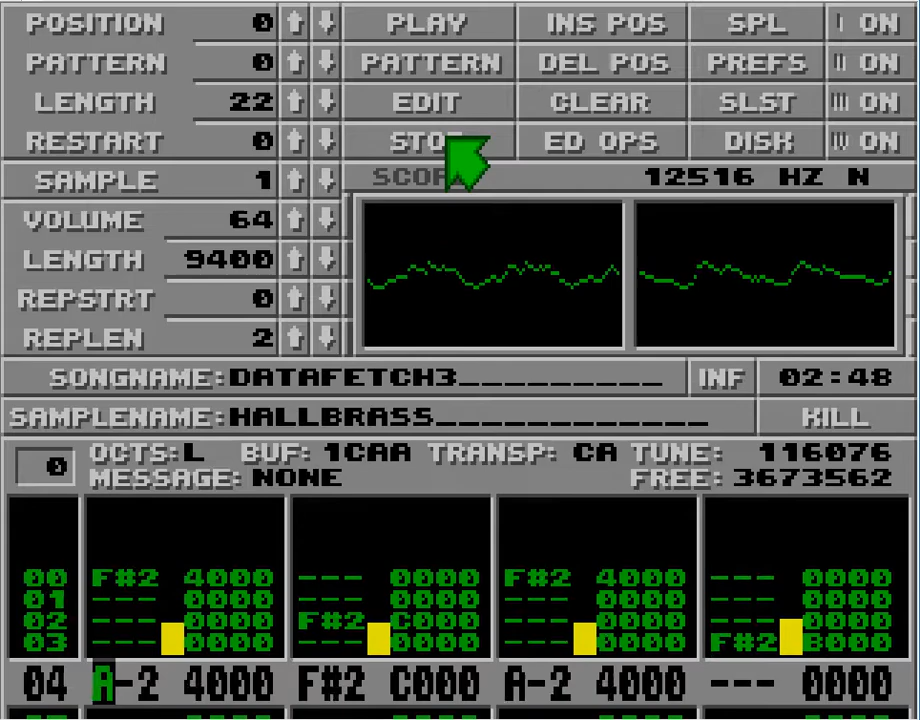 POSITION 0 PLAY INS POS SPL I ON
PATTERN 0 PATTERN DEL POS PREFS II ON
LENGTH 22 EDIT CLEAR SLST III ON
RESTART 0 STOP ED OPS DISK IV ON
SAMPLE 1 12516 HZ N
VOLUME 64
LENGTH 9400
REPSTRT 0
REPLEN 2
SONGNAME:DATAFETCH3_________ INF 02:48
SAMPLENAME:HALLBRASS____________ KILL
0 OCTS:L BUF: 1CAA TRANSP: CA TUNE: 116076
MESSAGE: NONE FREE: 3673562
00 F#2 4000 --- 0000 F#2 4000 --- 0000
01 --- 0000 --- 0000 --- 0000 --- 0000
02 --- 0000 F#2 C000 --- 0000 --- 0000
03 --- 0000 --- 0000 --- 0000 F#2 B000
04 A-2 4000 F#2 C000 A-2 4000 --- 0000